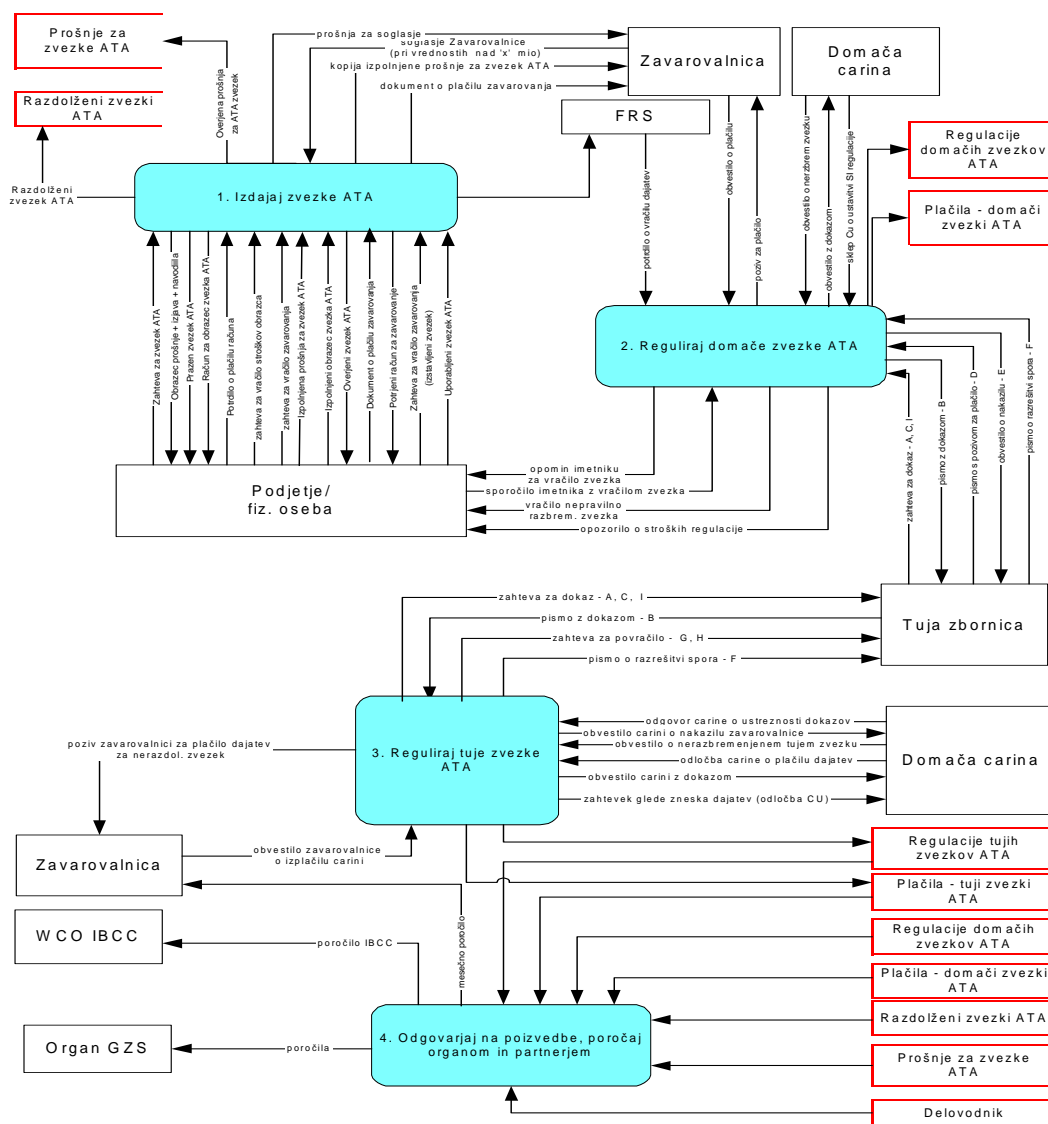 Prošnje za
zvezke ATA
Razdolženi zvezki
ATA
Overjena prošnja
za ATA zvezek
Razdolženi
zvezek ATA
prošnja za soglasje
soglasje Zavarovalnice
(pri vrednostih nad 'x' mio)
kopija izpolnjene prošnje za zvezek ATA
dokument o plačilu zavarovanja
Zavarovalnica
Domača
carina
FRS
1. Izdajaj zvezke ATA
Regulacije
domačih zvezkov
ATA
Plačila - domači
zvezki ATA
potrdilo o vračilu dajatev
obvestilo o plačilu
poziv za plačilo
obvestilo o nerzbrem zvezku
obvestilo z dokazom
sklep Cu o ustavitvi SI regulacije
Zahteva za zvezek ATA
Obrazec prošnje + izjava + navodiila
Prazen zvezek ATA
Račun za obrazec zvezka ATA
Potrdilo o plačilu računa
zahteva za vračilo stroškov obrazca
zahteva za vračilo zavarovanja
Izpolnjena prošnja za zvezek ATA
Izpolnjeni obrazec zvezka ATA
Overjeni zvezek ATA
Dokument o plačilu zavarovanja
Potrjeni račun za zavarovanje
Zahteva za vračilo zavarovanja
(izstavljeni zvezek)
Uporabljeni zvezek ATA
2. Reguliraj domače zvezke ATA
Podjetje/
fiz. oseba
opomin imetniku
za vračilo zvezka
sporočilo imetnika z vračilom zvezka
vračilo nepravilno
razbrem. zvezka
opozorilo o stroških regulacije
zahteva za dokaz - A, C, I
pismo z dokazom - B
pismo s pozivom za plačilo - D
obvestilo o nakazilu - E
pismo o razrešitvi spora - F
zahteva za dokaz - A, C, I
pismo z dokazom - B
zahteva za povračilo - G, H
pismo o razrešitvi spora - F
Tuja zbornica
3. Reguliraj tuje zvezke
ATA
odgovor carine o ustreznosti dokazov
obvestilo carini o nakazilu zavarovalnice
obvestilo o nerazbremenjenem tujem zvezku
odločba carine o plačilu dajatev
obvestilo carini z dokazom
zahtevek glede zneska dajatev (odločba CU)
Domača carina
poziv zavarovalnici za plačilo dajatev
za nerazdol. zvezek
Zavarovalnica
obvestilo zavarovalnice
o izplačilu carini
Regulacije tujih
zvezkov ATA
Plačila - tuji zvezki
ATA
Regulacije domačih
zvezkov ATA
Plačila - domači zvezki
ATA
Razdolženi zvezki ATA
Prošnje za zvezke
ATA
Delovodnik
WCO IBCC
poročilo IBCC
mesečno poročilo
Organ GZS
poročila
4. Odgovarjaj na poizvedbe, poročaj
organom in partnerjem